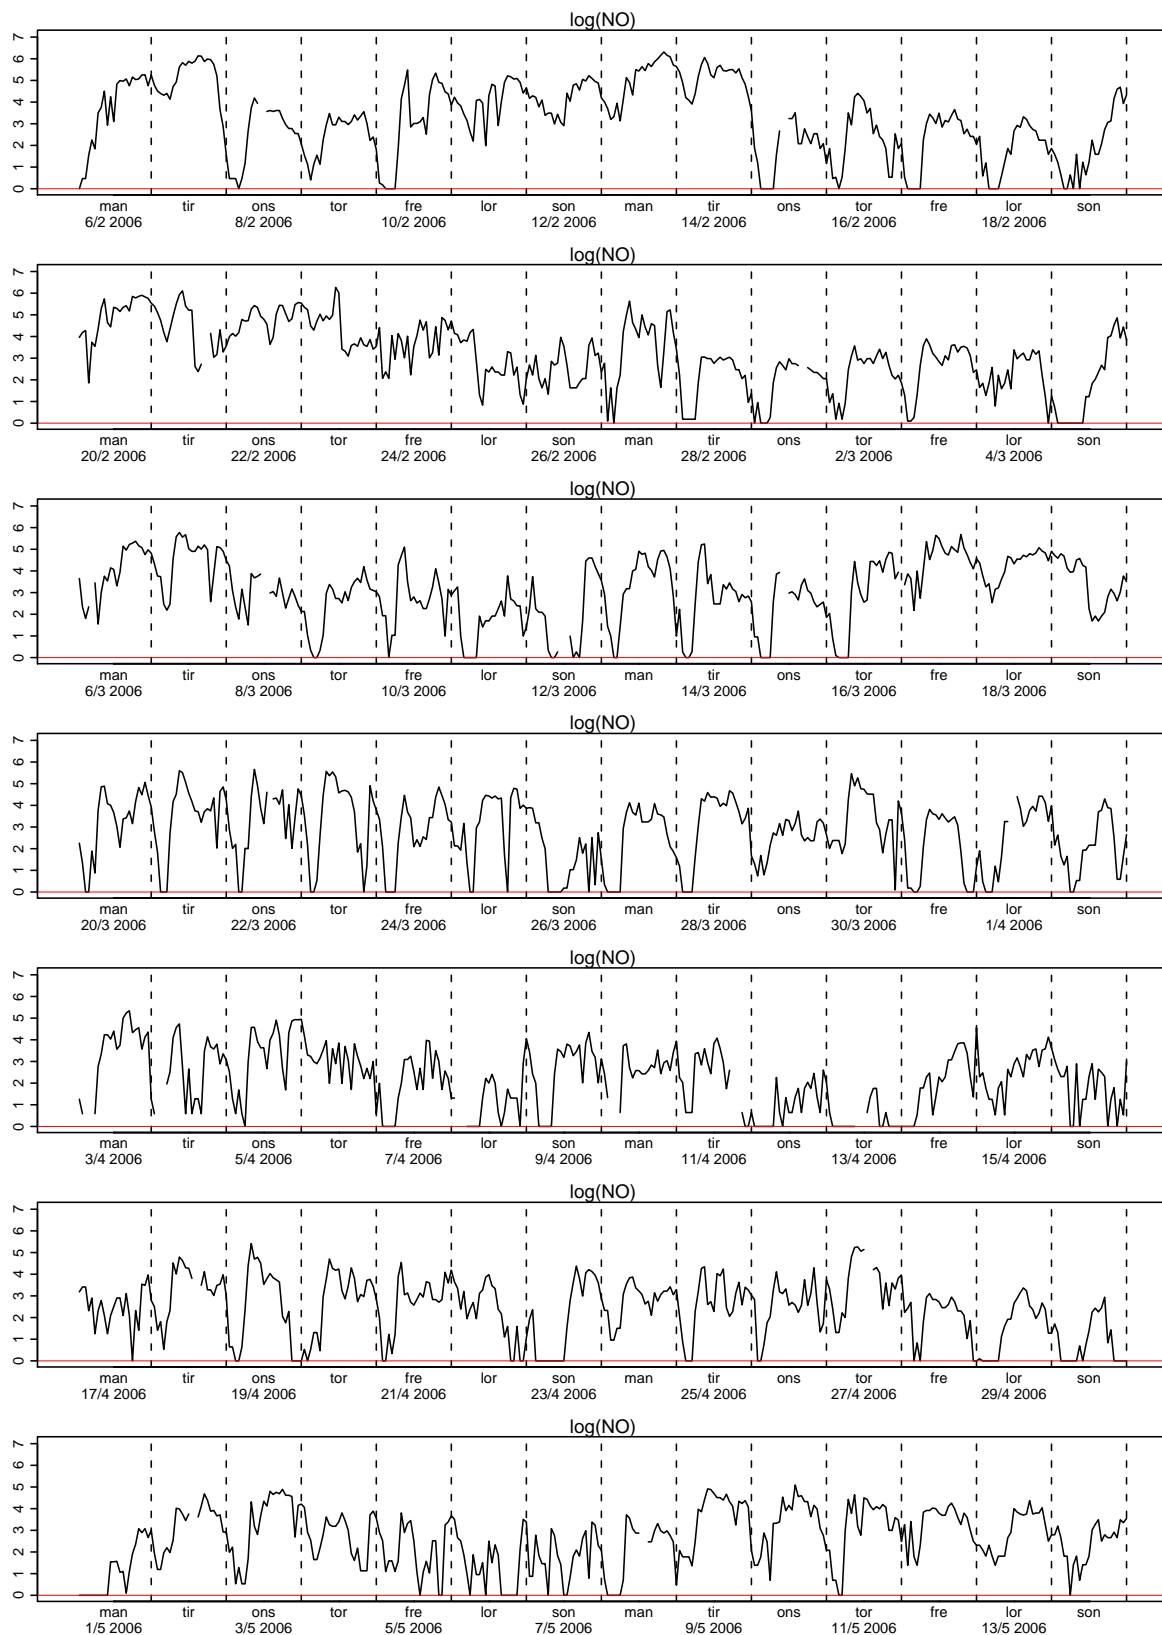 log(NO)
0 1 2 3 4 5 6 7
man tir ons tor fre lor son man tir ons tor fre lor son
6/2 2006 8/2 2006 10/2 2006 12/2 2006 14/2 2006 16/2 2006 18/2 2006
log(NO)
0 1 2 3 4 5 6 7
man tir ons tor fre lor son man tir ons tor fre lor son
20/2 2006 22/2 2006 24/2 2006 26/2 2006 28/2 2006 2/3 2006 4/3 2006
log(NO)
0 1 2 3 4 5 6 7
man tir ons tor fre lor son man tir ons tor fre lor son
6/3 2006 8/3 2006 10/3 2006 12/3 2006 14/3 2006 16/3 2006 18/3 2006
log(NO)
0 1 2 3 4 5 6 7
man tir ons tor fre lor son man tir ons tor fre lor son
20/3 2006 22/3 2006 24/3 2006 26/3 2006 28/3 2006 30/3 2006 1/4 2006
log(NO)
0 1 2 3 4 5 6 7
man tir ons tor fre lor son man tir ons tor fre lor son
3/4 2006 5/4 2006 7/4 2006 9/4 2006 11/4 2006 13/4 2006 15/4 2006
log(NO)
0 1 2 3 4 5 6 7
man tir ons tor fre lor son man tir ons tor fre lor son
17/4 2006 19/4 2006 21/4 2006 23/4 2006 25/4 2006 27/4 2006 29/4 2006
log(NO)
0 1 2 3 4 5 6 7
man tir ons tor fre lor son man tir ons tor fre lor son
1/5 2006 3/5 2006 5/5 2006 7/5 2006 9/5 2006 11/5 2006 13/5 2006